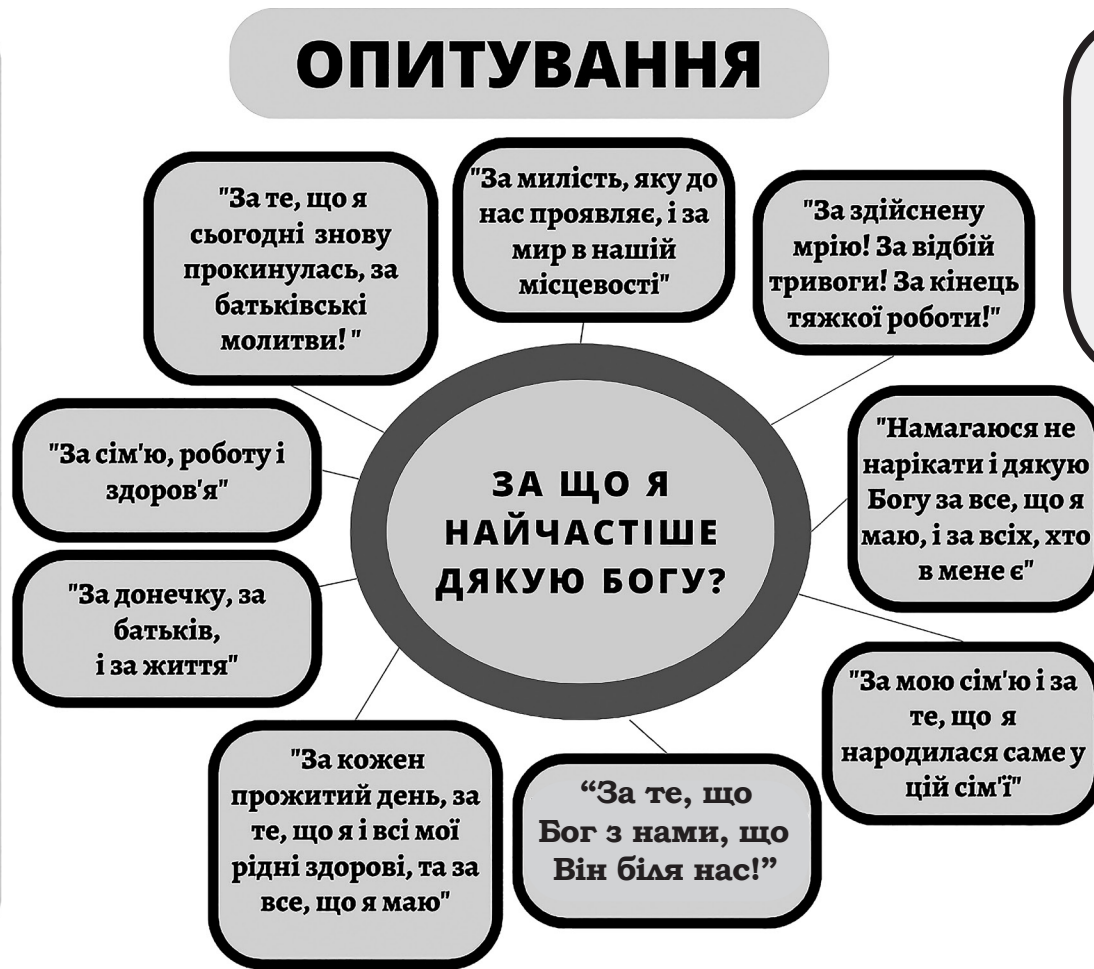 ОПИТУВАННЯ
"За те, що я
сьогодні знову
прокинулась, за
батьківські
молитви! "
"За милість, яку до
нас проявляє, і за
мир в нашій
місцевості"
"За здійснену
мрію! За відбій
тривоги! За кінець
тяжкої роботи!"
"За сім'ю, роботу і
здоров'я"
ЗА ЩО Я
НАЙЧАСТІШЕ
ДЯКУЮ БОГУ?
"Намагаюся не
нарікати і дякую
Богу за все, що я
маю, і за всіх, хто
в мене є"
"За донечку, за
батьків,
і за життя"
"За мою сім'ю і за
те, що я
народилася саме у
цій сім'ї"
"За кожен
прожитий день, за
те, що я і всі мої
рідні здорові, та за
все, що я маю"
“За те, що
Бог з нами, що
Він біля нас!”